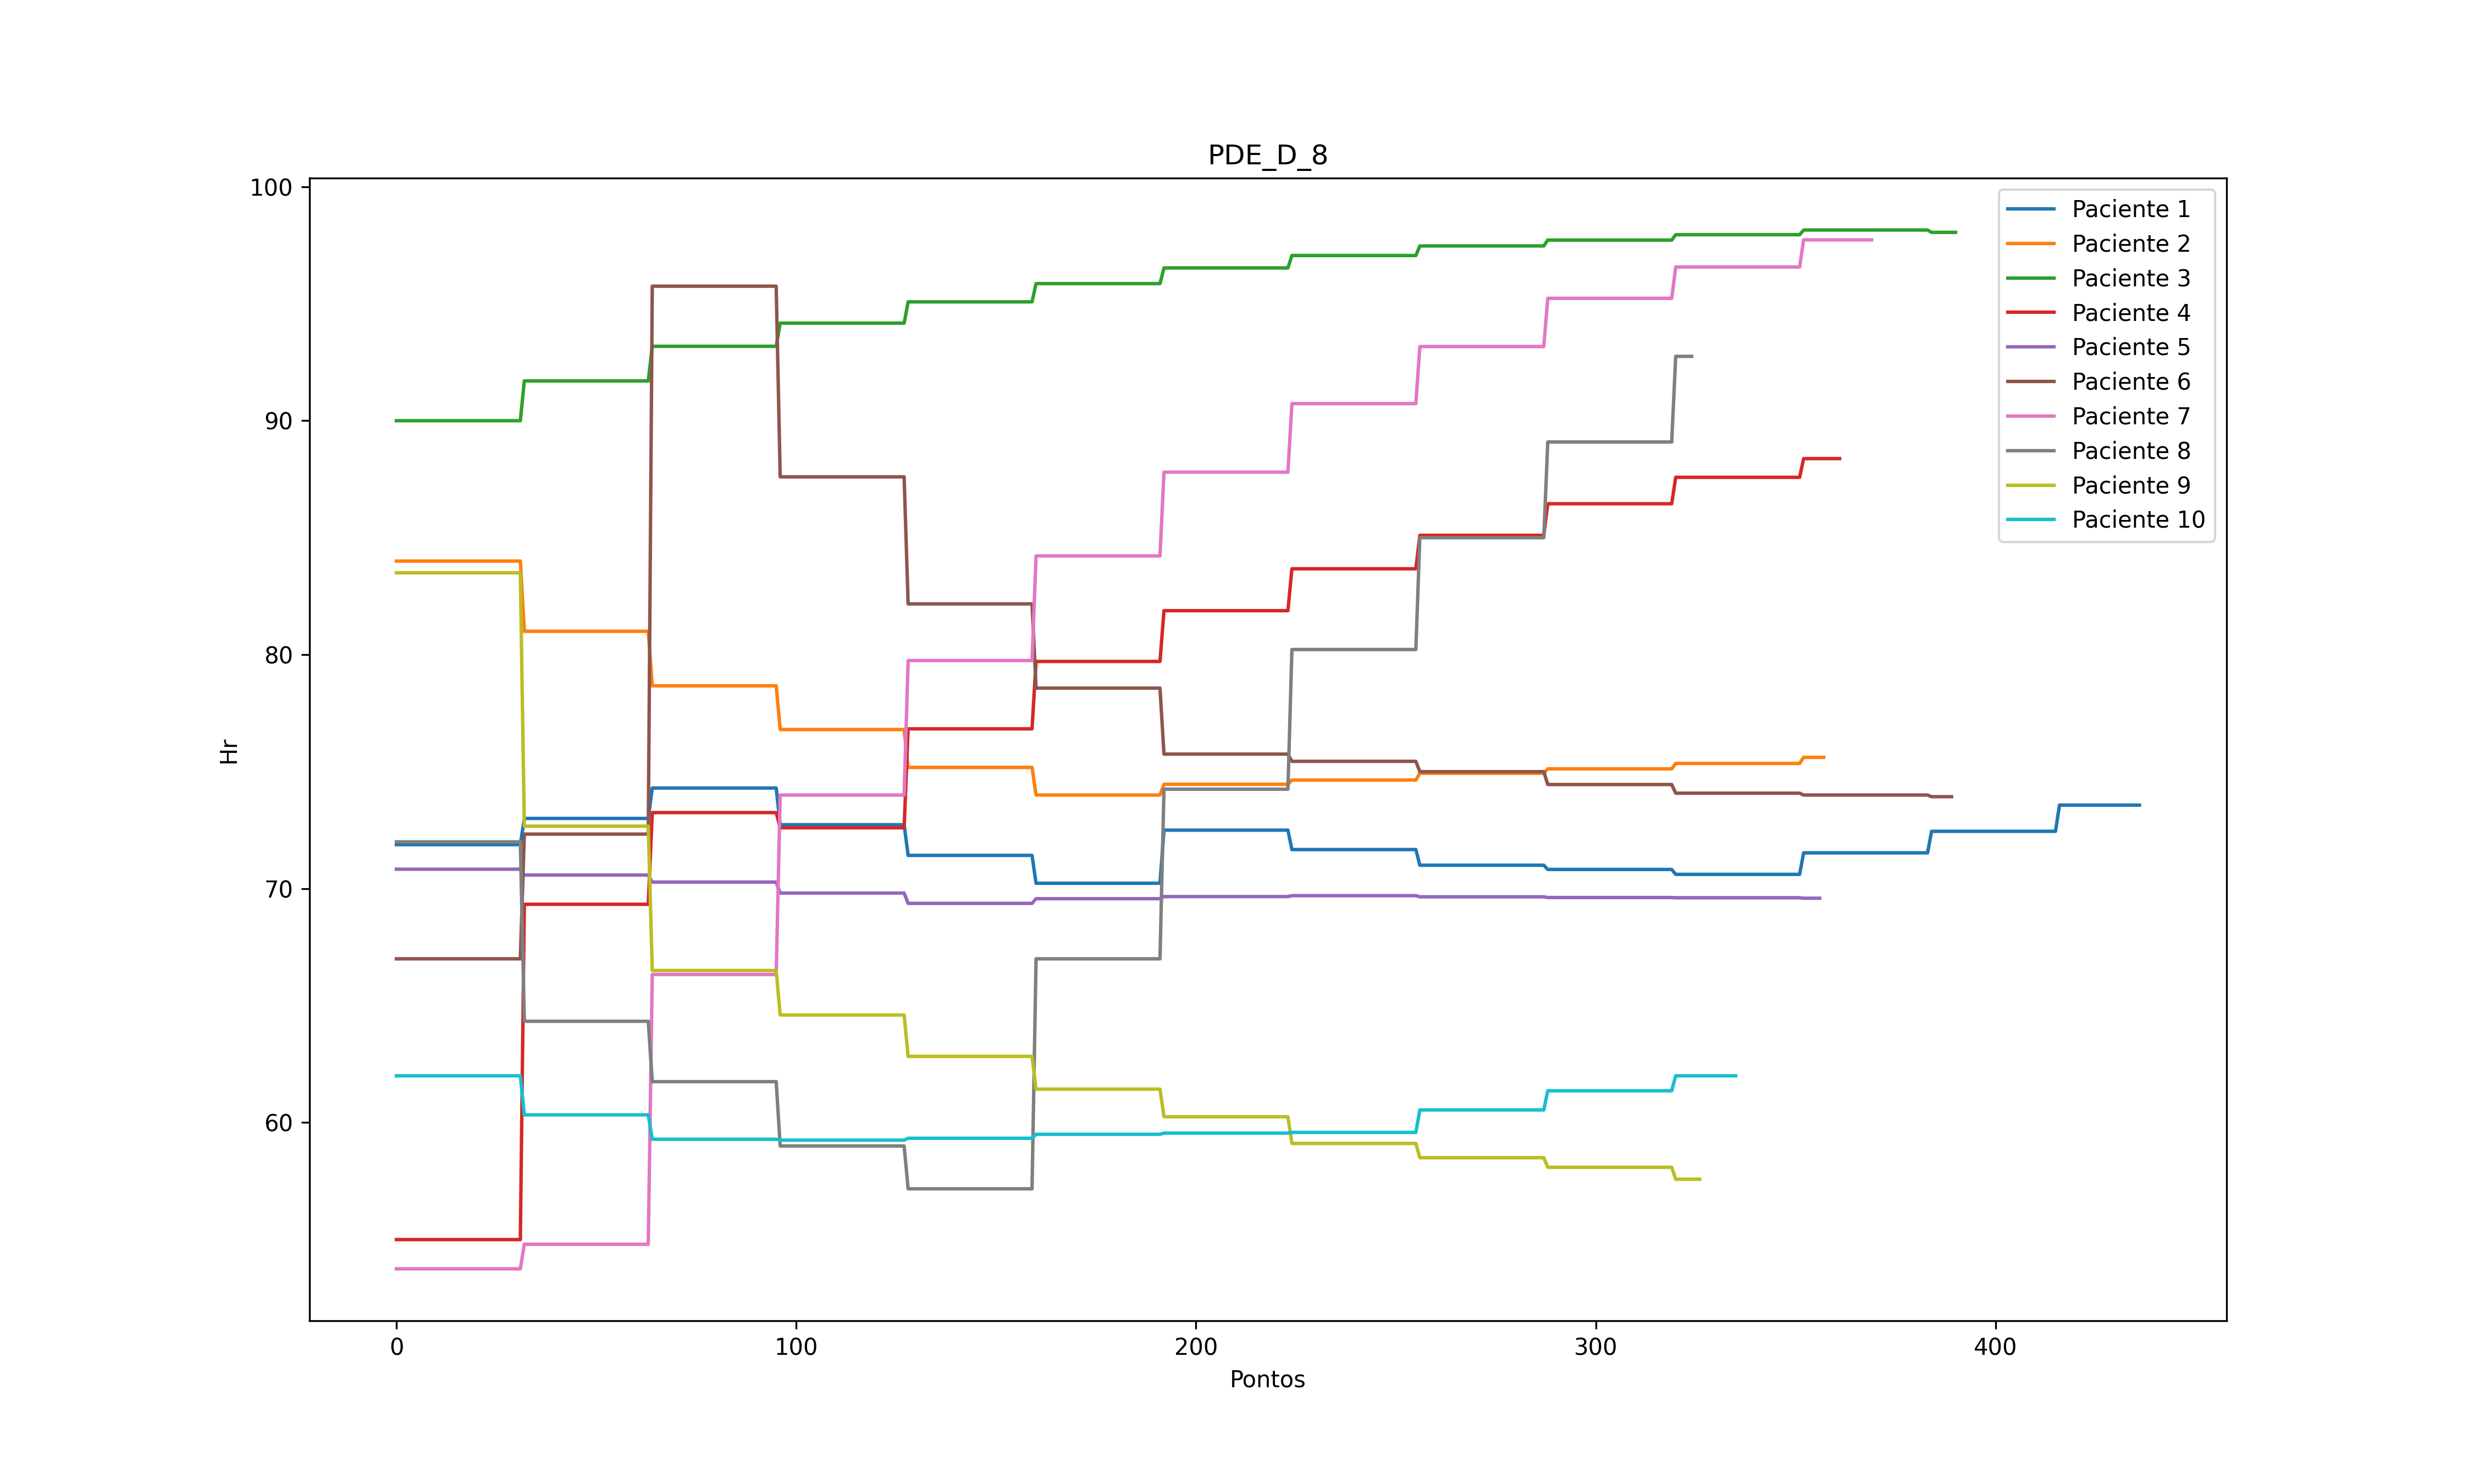 PDE_D_8
100
90
80
70
60
Hr
0 100 200 300 400
Pontos
Paciente 1
Paciente 2
Paciente 3
Paciente 4
Paciente 5
Paciente 6
Paciente 7
Paciente 8
Paciente 9
Paciente 10